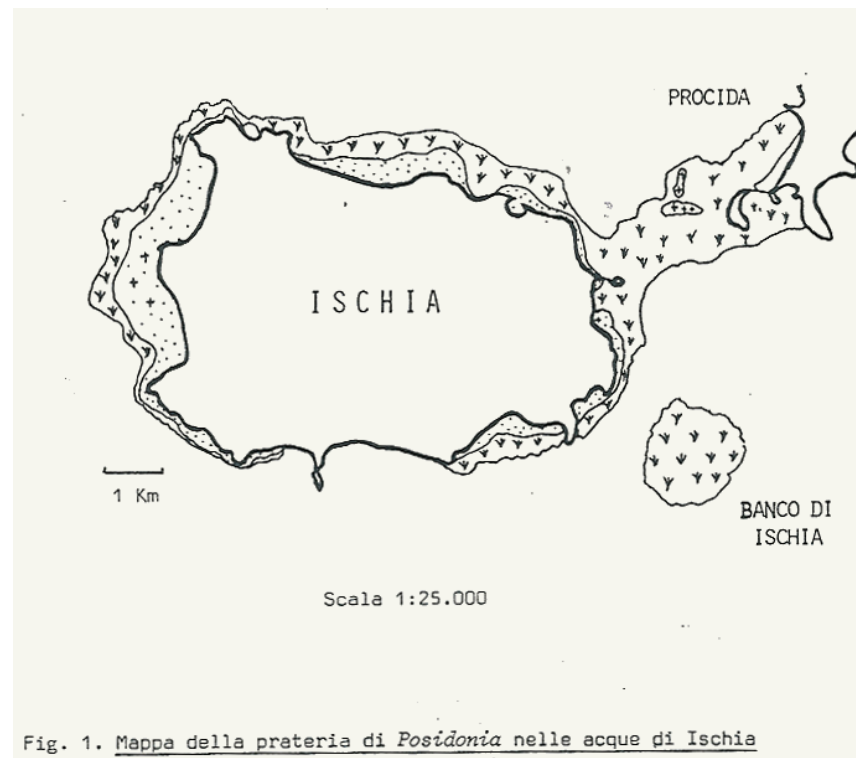 PROCIDA
ISCHIA
1 Km
BANCO DI
ISCHIA
Scala 1:25.000
Fig. 1. Mappa della prateria di Posidonia nelle acque di Ischia